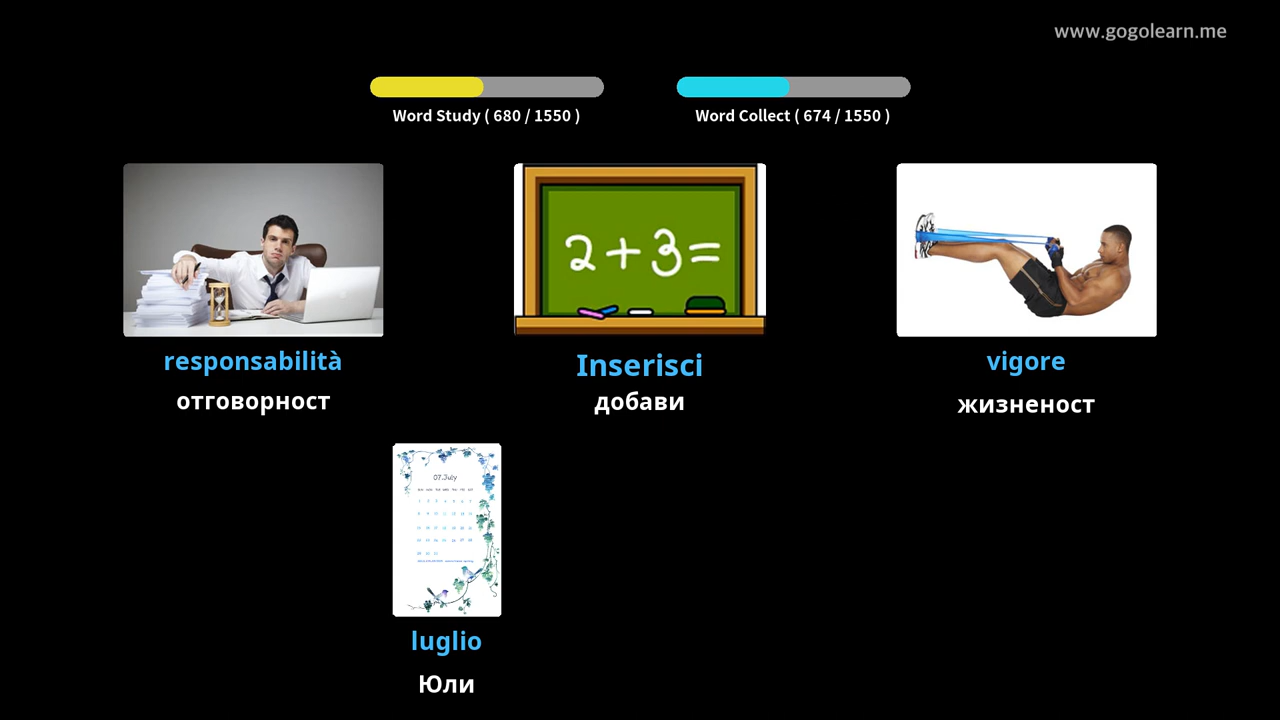 www.gogolearn.me
Word Study ( 680 / 1550 )
Word Collect ( 674 / 1550 )
2+3=
responsabilità
Inserisci
vigore
отговорност
добави
жизненост
07.July
luglio
Юли